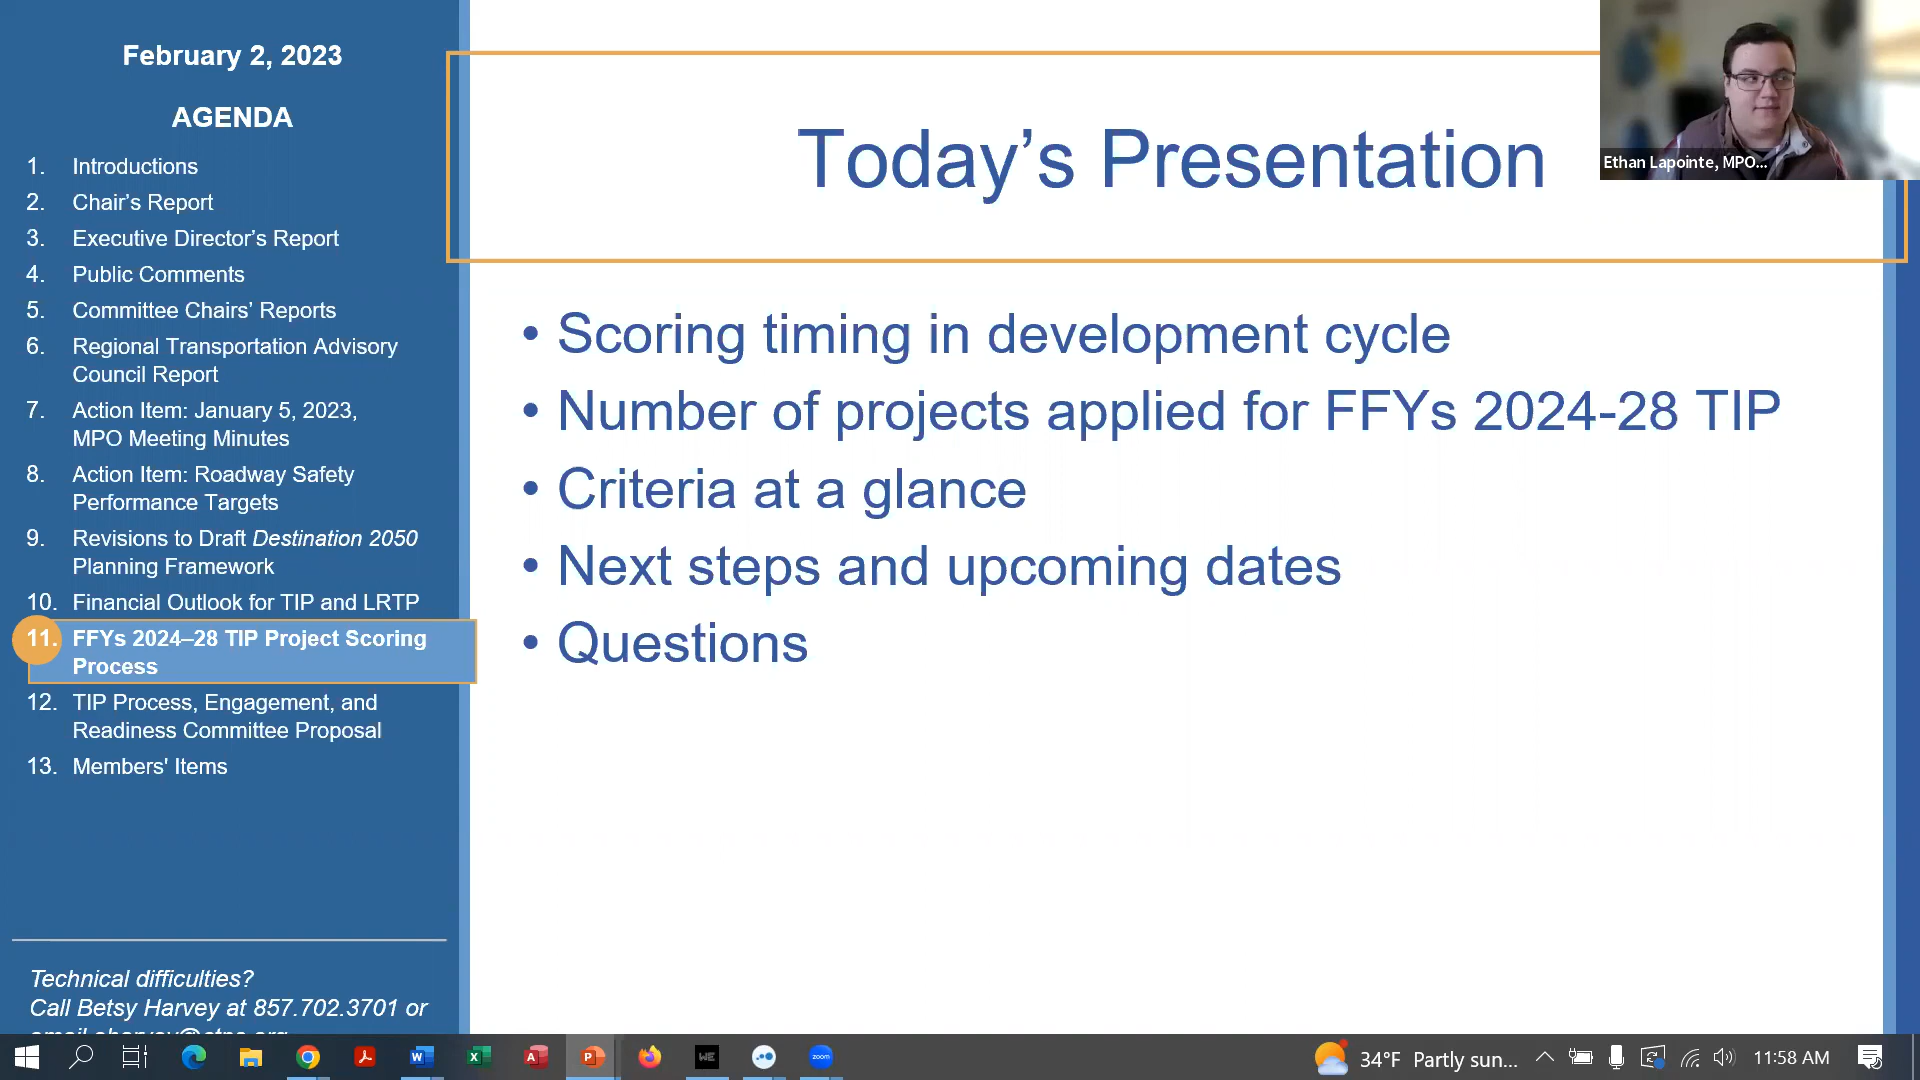 February 2, 2023
AGENDA
1. Introductions
2. Chair’s Report
3. Executive Director’s Report
4. Public Comments
5. Committee Chairs’ Reports
6. Regional Transportation Advisory
Council Report
7. Action Item: January 5, 2023,
MPO Meeting Minutes
8. Action Item: Roadway Safety
Performance Targets
9. Revisions to Draft Destination 2050
Planning Framework
10. Financial Outlook for TIP and LRTP
11. FFYs 2024–28 TIP Project Scoring
Process
12. TIP Process, Engagement, and
Readiness Committee Proposal
13. Members' Items
Technical difficulties?
Call Betsy Harvey at 857.702.3701 or
Today’s Presentation
• Scoring timing in development cycle
• Number of projects applied for FFYs 2024-28 TIP
• Criteria at a glance
• Next steps and upcoming dates
• Questions
Ethan Lapointe, MPO...
WE
zoom
34°F Partly sun...
11:58 AM